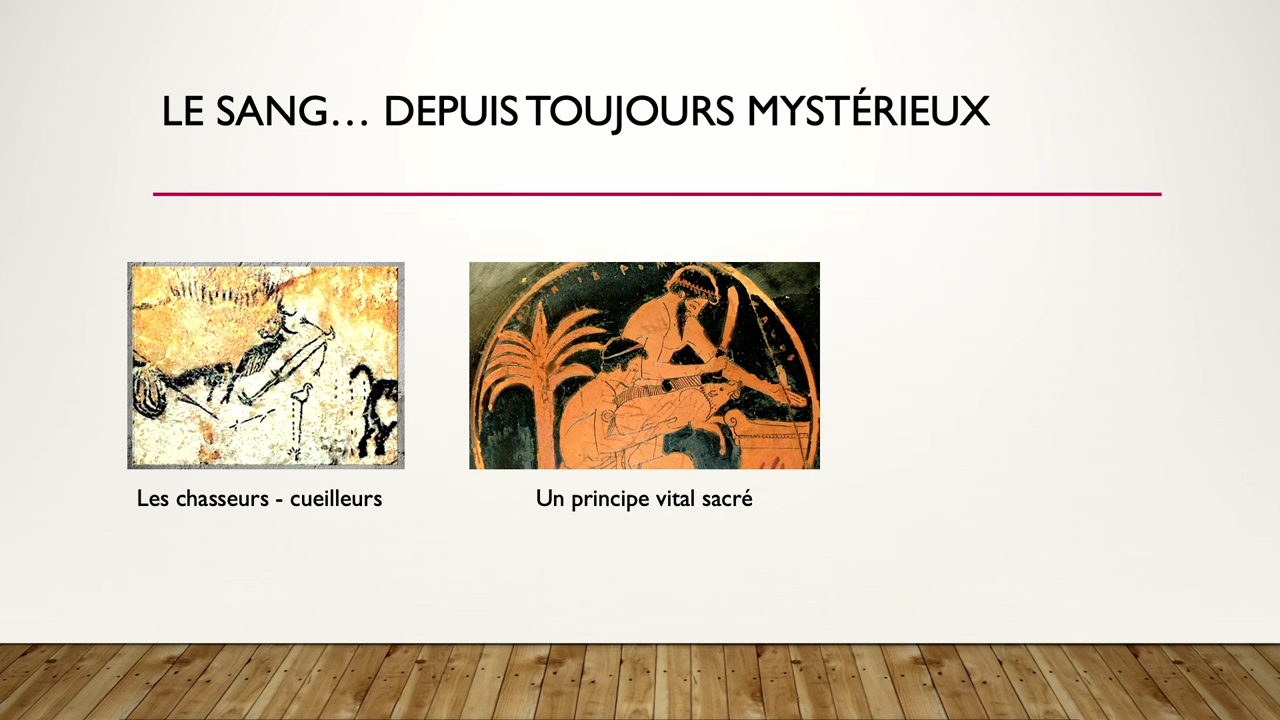 LE SANG… DEPUIS TOUJOURS MYSTÉRIEUX
Les chasseurs - cueilleurs
Un principe vital sacré